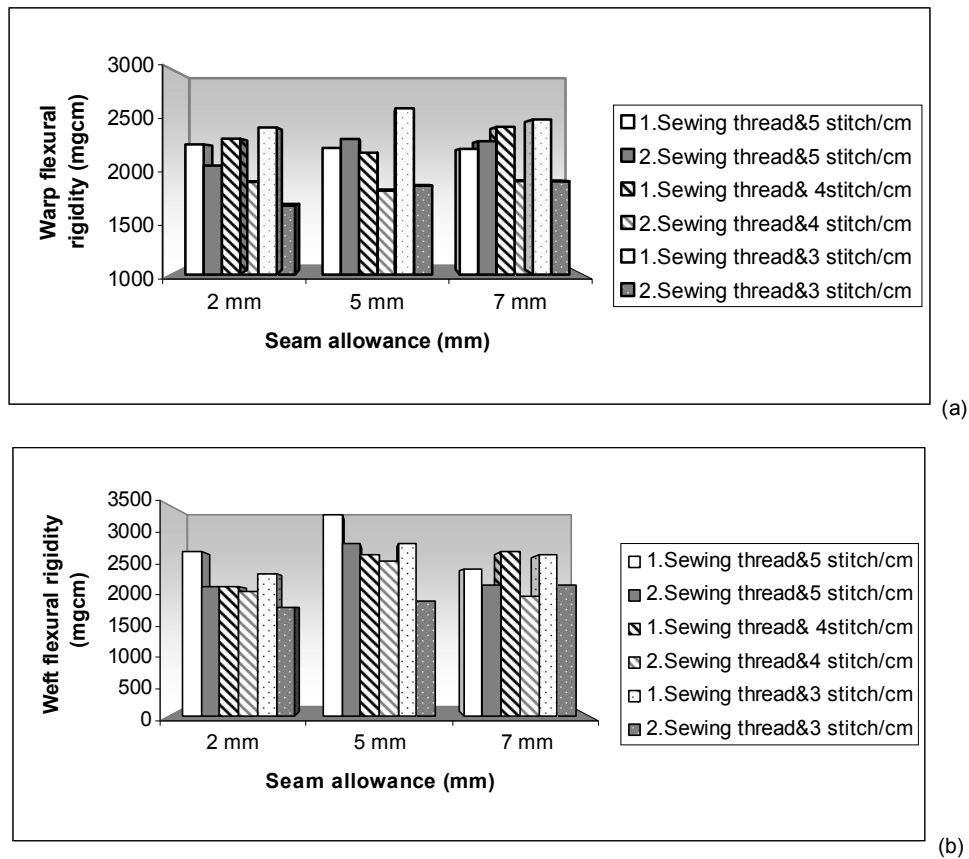 3000
2500
2000
1500
1000
Warp flexural
rigidity (mgcm)
2 mm
5 mm
7 mm
Seam allowance (mm)
1.Sewing thread&5 stitch/cm
2.Sewing thread&5 stitch/cm
1.Sewing thread& 4stitch/cm
2.Sewing thread&4 stitch/cm
1.Sewing thread&3 stitch/cm
2.Sewing thread&3 stitch/cm
(a)
3500
3000
2500
2000
1500
1000
500
0
Weft flexural rigidity
(mgcm)
2 mm
5 mm
7 mm
Seam allowance (mm)
1.Sewing thread&5 stitch/cm
2.Sewing thread&5 stitch/cm
1.Sewing thread& 4stitch/cm
2.Sewing thread&4 stitch/cm
1.Sewing thread&3 stitch/cm
2.Sewing thread&3 stitch/cm
(b)